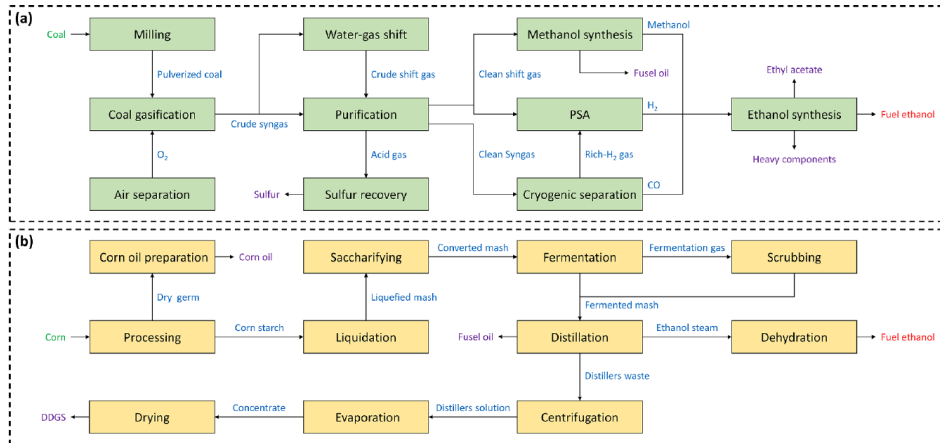 (a)
Coal
Milling
Water-gas shift
Methanol synthesis
Methanol
Pulverized coal
Crude shift gas
Clean shift gas
Fusel oil
Ethyl acetate
Coal gasification
Crude syngas
Purification
PSA
H2
Ethanol synthesis
Fuel ethanol
O2
Acid gas
Clean Syngas
Rich-H2 gas
Heavy components
Air separation
Sulfur
Sulfur recovery
Cryogenic separation
CO
(b)
Corn oil preparation
Corn oil
Saccharifying
Converted mash
Fermentation
Fermentation gas
Scrubbing
Dry germ
Liquefied mash
Fermented mash
Corn
Processing
Corn starch
Liquidation
Fusel oil
Distillation
Ethanol steam
Dehydration
Fuel ethanol
Distillers waste
DDGS
Drying
Concentrate
Evaporation
Distillers solution
Centrifugation